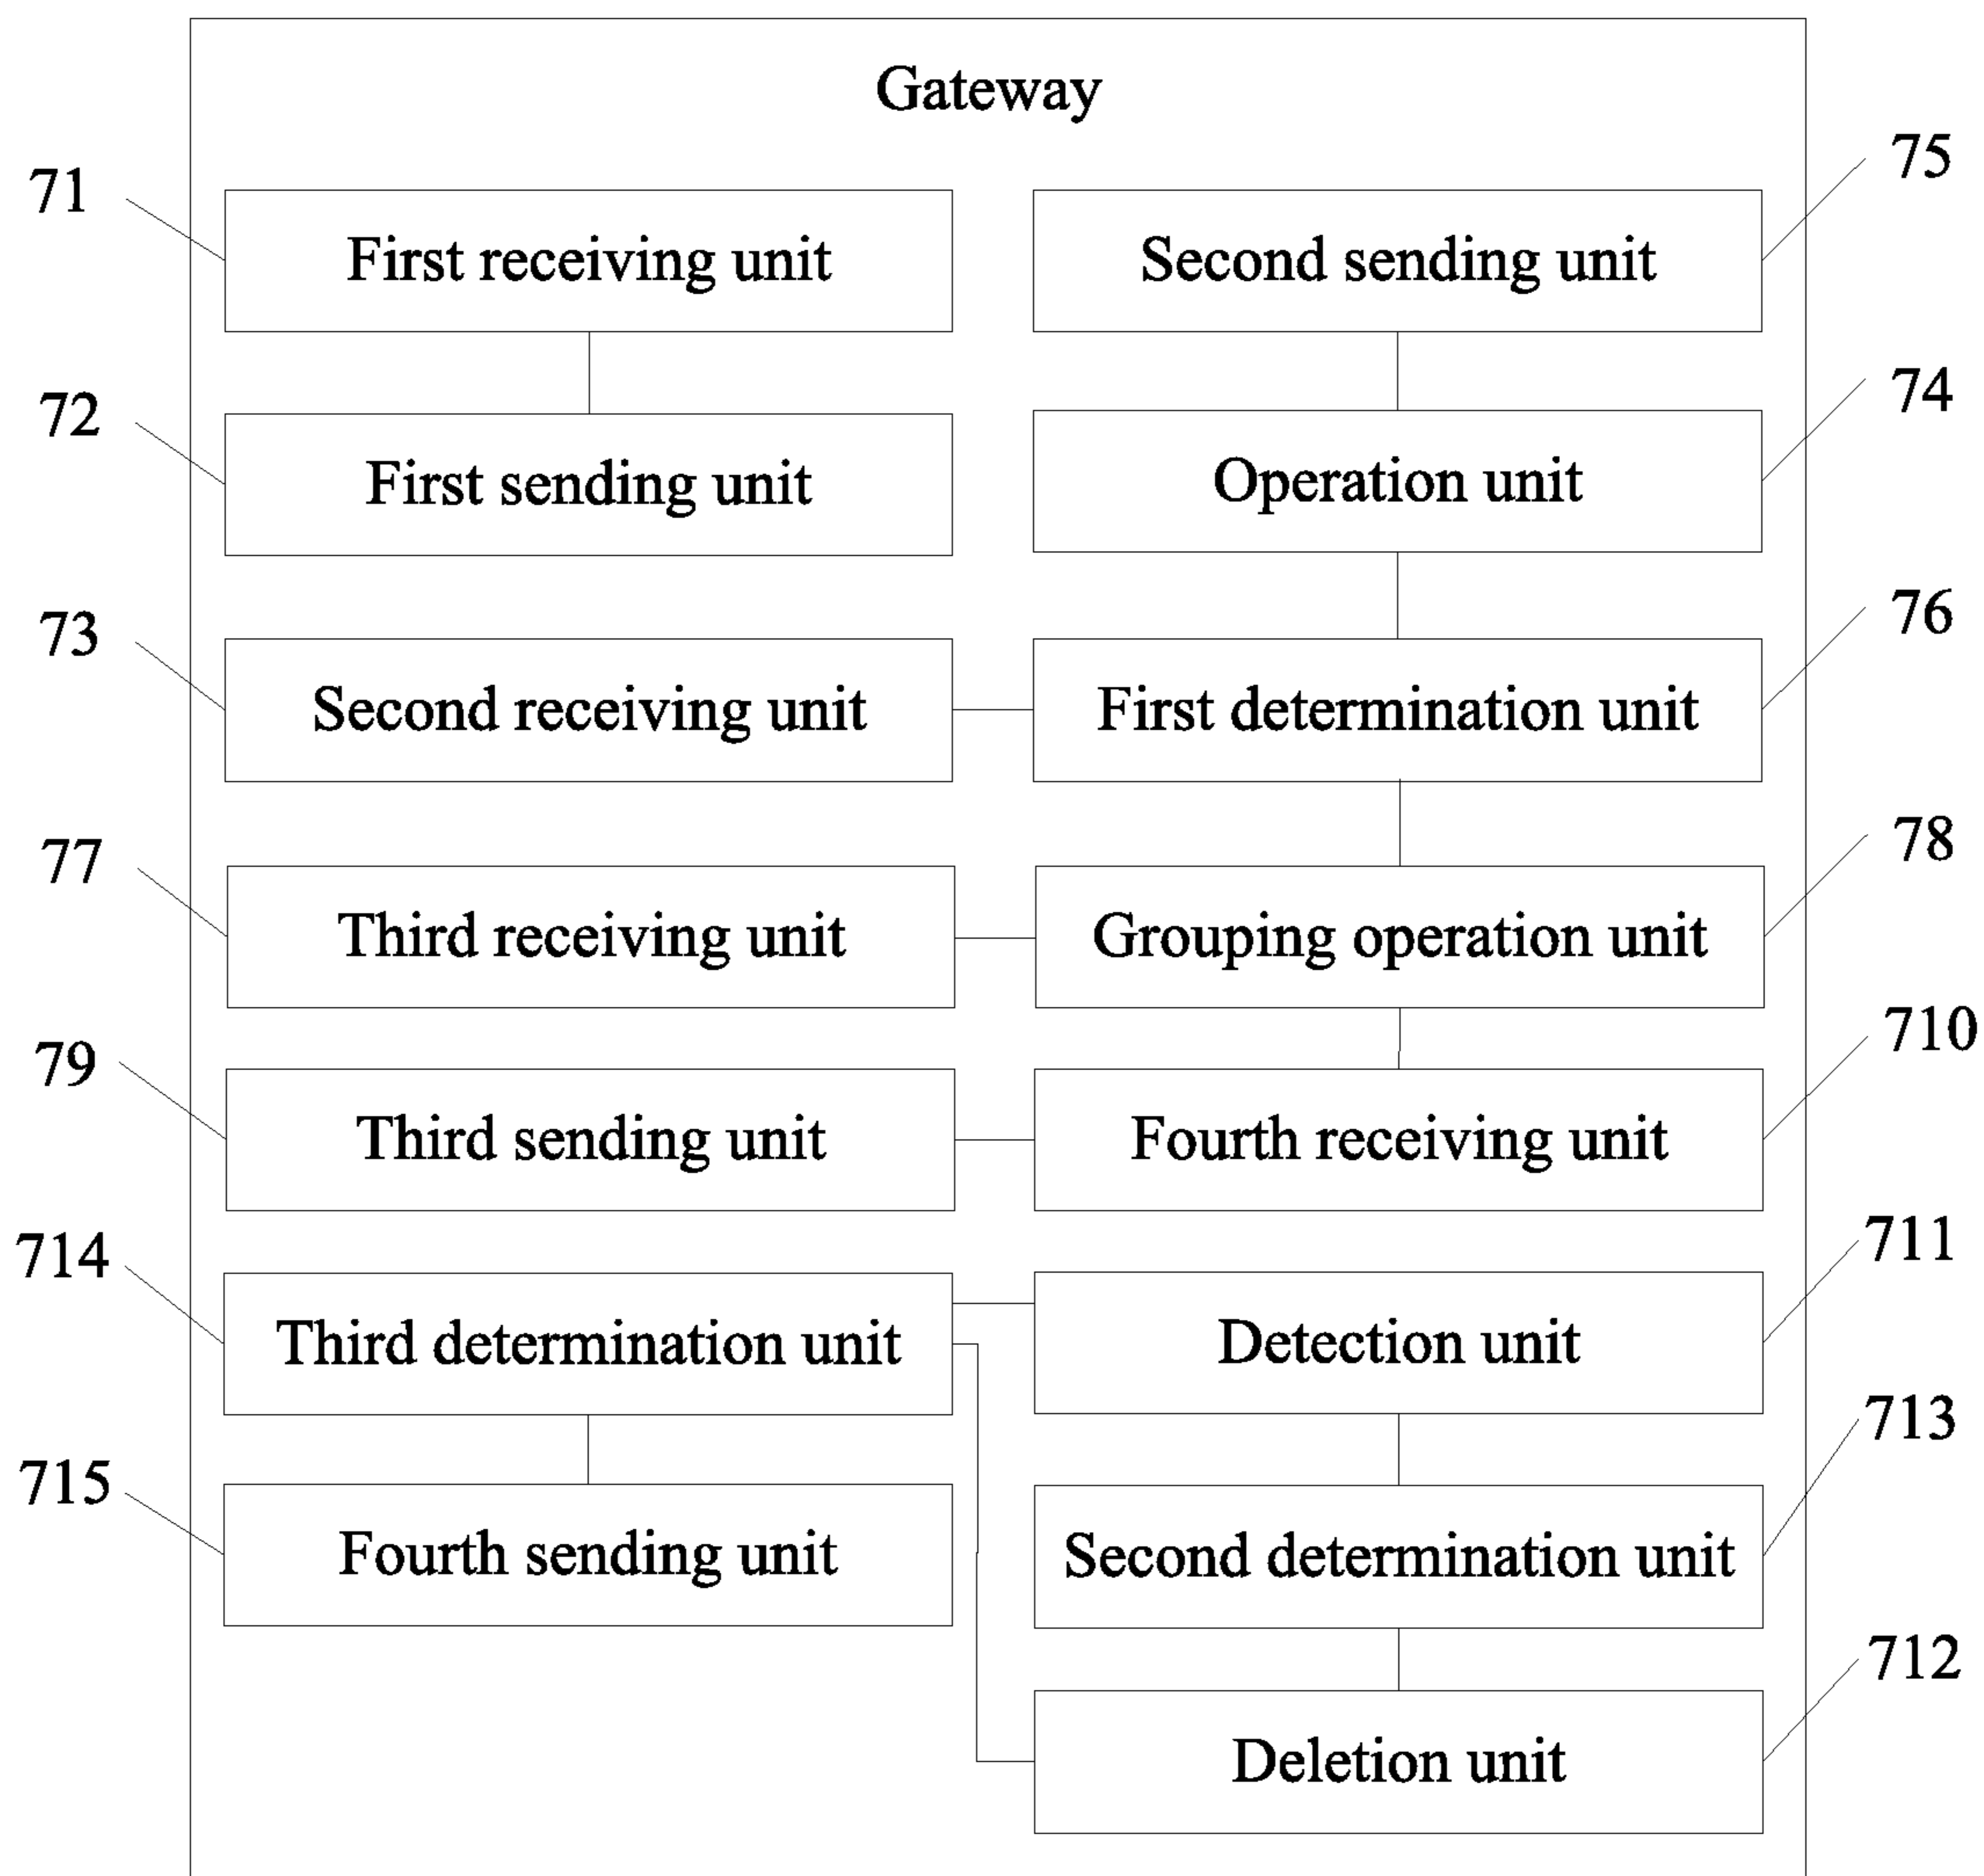 Gateway
71
First receiving unit
Second sending unit
75
72
First sending unit
Operation unit
74
73
Second receiving unit
First determination unit
76
77
Third receiving unit
Grouping operation unit
78
79
Third sending unit
Fourth receiving unit
710
714
Third determination unit
Detection unit
711
715
Fourth sending unit
Second determination unit
713
Deletion unit
712